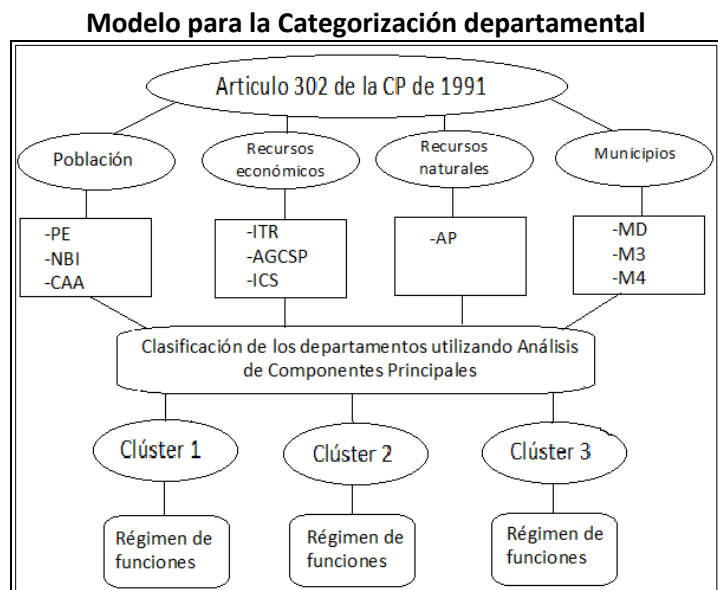 Modelo para la Categorización departamental
Articulo 302 de la CP de 1991
Población
Recursos
económicos
Recursos
naturales
Municipios
-PE
-NBI
-CAA
-ITR
-AGCSP
-ICS
-AP
-MD
-M3
-M4
Clasificación de los departamentos utilizando Análisis
de Componentes Principales
Clúster 1
Clúster 2
Clúster 3
Régimen de
funciones
Régimen de
funciones
Régimen de
funciones